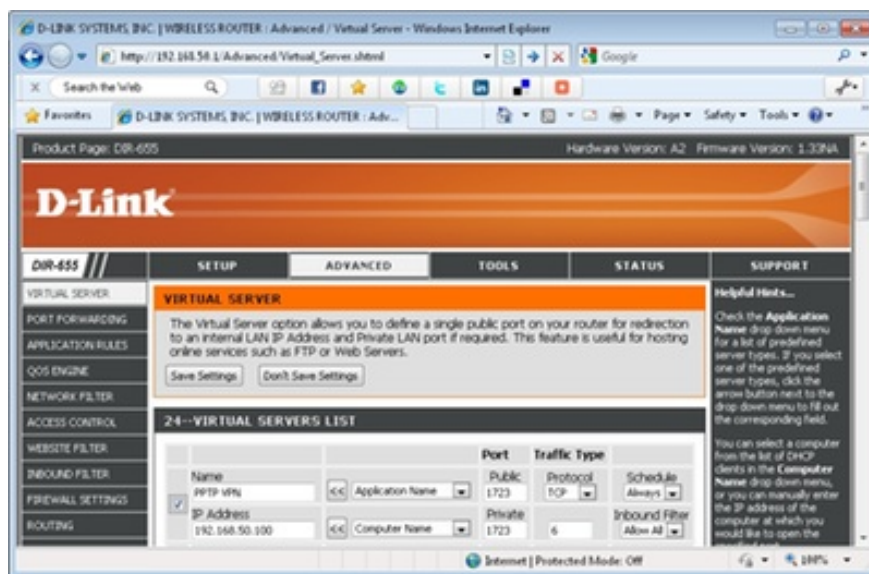 D-LINK SYSTEMS, INC. | WIRELESS ROUTER : Advanced / Virtual Server - Windows Internet Explorer
http://192.168.50.1/Advanced/Virtual_Server.shtml
Google
X Search the Web
Favorites D-LINK SYSTEMS, INC. | WIRELESS ROUTER : Adv... Page Safety Tools
Product Page: DIR-655 Hardware Version: A2 Firmware Version: 1.33NA
D-Link
DIR-655 SETUP ADVANCED TOOLS STATUS SUPPORT
VIRTUAL SERVER
PORT FORWARDING
APPLICATION RULES
QOS ENGINE
NETWORK FILTER
ACCESS CONTROL
WEBSITE FILTER
INBOUND FILTER
FIREWALL SETTINGS
ROUTING
VIRTUAL SERVER
The Virtual Server option allows you to define a single public port on your router for redirection
to an internal LAN IP Address and Private LAN port if required. This feature is useful for hosting
online services such as FTP or Web Servers.
Save Settings Don't Save Settings
24--VIRTUAL SERVERS LIST
Port Traffic Type
Name Public Protocol Schedule
PPTP VPN << Application Name 1723 TCP Always
IP Address Private Inbound Filter
192.168.50.100 << Computer Name 1723 6 Allow All
Helpful Hints...
Check the Application
Name drop down menu
for a list of predefined
server types. If you select
one of the predefined
server types, click the
arrow button next to the
drop down menu to fill out
the corresponding field.
You can select a computer
from the list of DHCP
clients in the Computer
Name drop down menu,
or you can manually enter
the IP address of the
computer at which you
would like to open the
Internet | Protected Mode: Off 100%